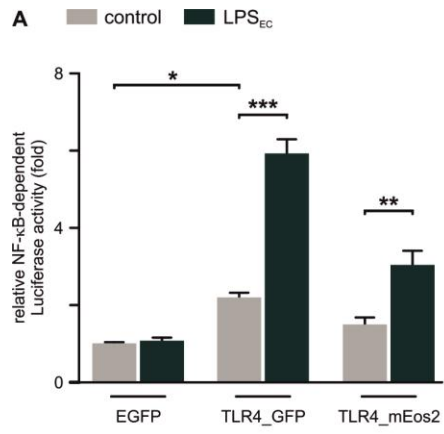 A control LPSEC
8
* ***
**
4
0
relative NF-κB-dependent
Luciferase activity (fold)
EGFP TLR4_GFP TLR4_mEos2